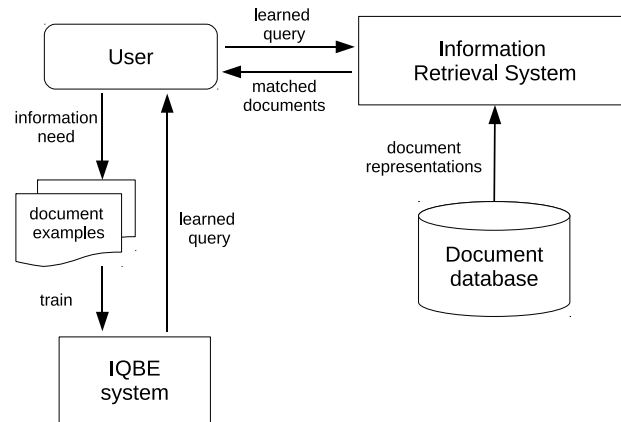 learned
query
User
Information
Retrieval System
matched
documents
information
need
document
representations
document
examples
learned
query
Document
database
train
IQBE
system